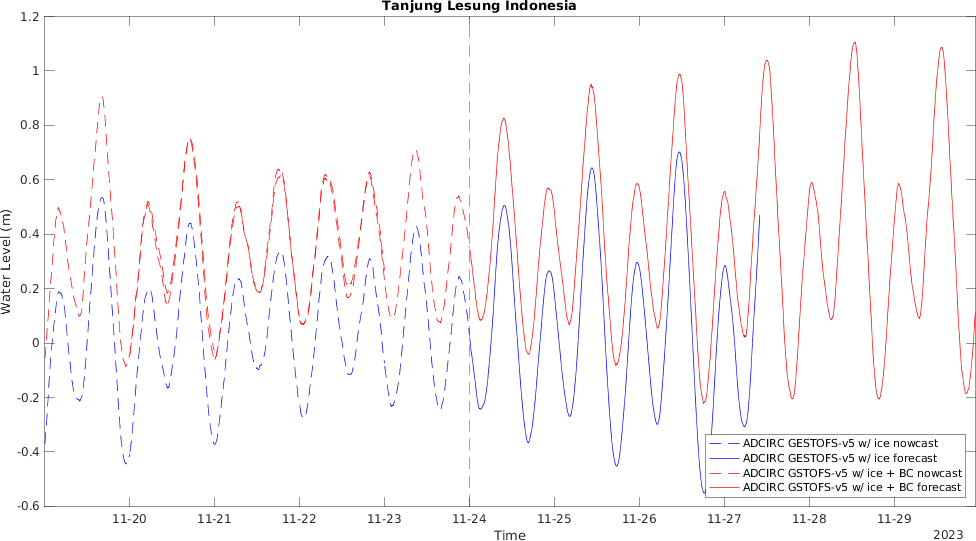 Tanjung Lesung Indonesia
1.2
1
0.8
0.6
0.4
0.2
0
-0.2
-0.4
-0.6
Water Level (m)
ADCIRC GESTOFS-v5 w/ ice nowcast
ADCIRC GESTOFS-v5 w/ ice forecast
ADCIRC GSTOFS-v5 w/ ice + BC nowcast
ADCIRC GSTOFS-v5 w/ ice + BC forecast
11-20 11-21 11-22 11-23 11-24 11-25 11-26 11-27 11-28 11-29
Time
2023